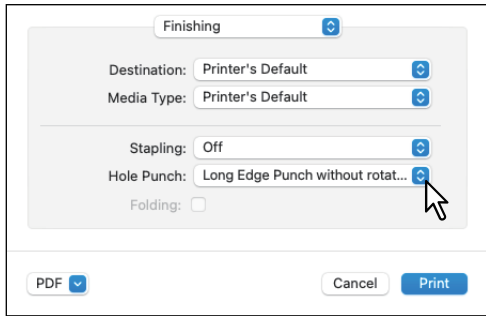 Finishing
Destination: Printer's Default
Media Type: Printer's Default
Stapling: Off
Hole Punch: Long Edge Punch without rotat...
Folding:
PDF Cancel Print